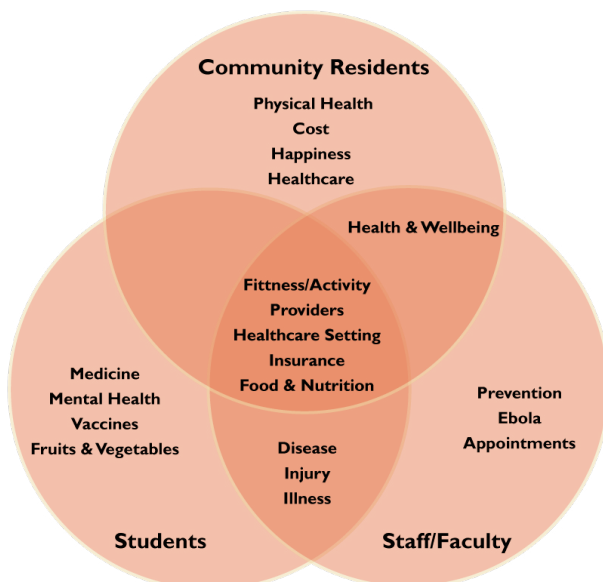 Community Residents
Physical Health
Cost
Happiness
Healthcare
Health & Wellbeing
Fittness/Activity
Providers
Healthcare Setting
Insurance
Food & Nutrition
Medicine
Mental Health
Vaccines
Fruits & Vegetables
Prevention
Ebola
Appointments
Disease
Injury
Illness
Students
Staff/Faculty